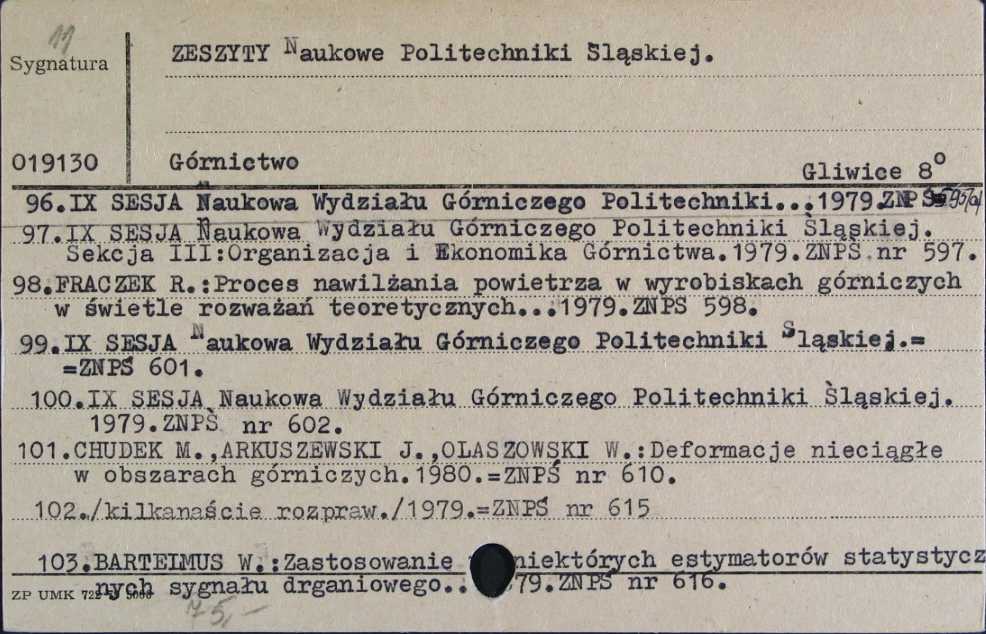 11
Sygnatura
ZESZYTY Naukowe Politechniki Śląskiej.
019130
Górnictwo
Gliwice 8°
96.IX SESJA Naukowa Wydziału Górniczego Politechniki...1979.ZNPŚ
97.IX SESJA Naukowa Wydziału Górniczego Politechniki Śląskiej.
Sekcja III:Organizacja i Ekonomika Górnictwa.1979.ZNPŚ nr 597.
98.FRACZEK R.:Proces nawilżania powietrza w wyrobiskach górniczych
w świetle rozważań teoretycznych...1979.ZNPS 598.
99.IX SESJA Naukowa Wydziału Górniczego Politechniki Śląskiej.=
=ZNPŚ 601.
100.IX SESJA Naukowa Wydziału Górniczego Politechniki Śląskiej.
1979.ZNPŚ nr 602.
101.CHUDEK M.,ARKUSZEWSKI J.,OLASZOWSKI W.:Deformacje nieciągłe
w obszarach górniczych.1980.=ZNPŚ nr 610.
102./kilkanaście rozpraw./1979.=ZNPŚ nr 615
103.BARTELMUS W.:Zastosowanie niektórych estymatorów statystycz
nych sygnału drganiowego.. 79.ZNPŚ nr 616.
ZP UMK
75,-